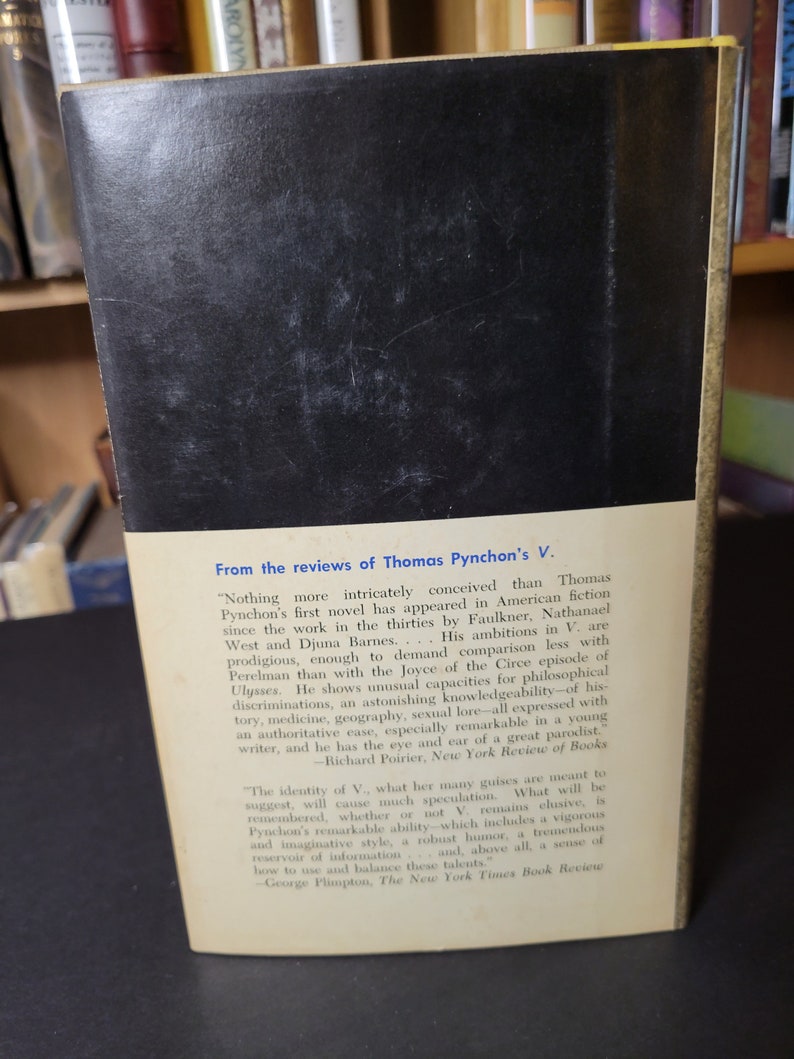 CAROLYN
From the reviews of Thomas Pynchon's V.
"Nothing more intricately conceived than Thomas
Pynchon's first novel has appeared in American fiction
since the work in the thirties by Faulkner, Nathanael
West and Djuna Barnes. . . . His ambitions in V. are
prodigious, enough to demand comparison less with
Perelman than with the Joyce of the Circe episode of
Ulysses. He shows unusual capacities for philosophical
discriminations, an astonishing knowledgeability—of his-
tory, medicine, geography, sexual lore—all expressed with
an authoritative ease, especially remarkable in a young
writer, and he has the eye and ear of a great parodist."
—Richard Poirier, New York Review of Books
"The identity of V., what her many guises are meant to
suggest, will cause much speculation. What will be
remembered, whether or not V. remains elusive, is
Pynchon's remarkable ability—which includes a vigorous
and imaginative style, a robust humor, a tremendous
reservoir of information . . . and, above all, a sense of
how to use and balance these talents."
—George Plimpton, The New York Times Book Review